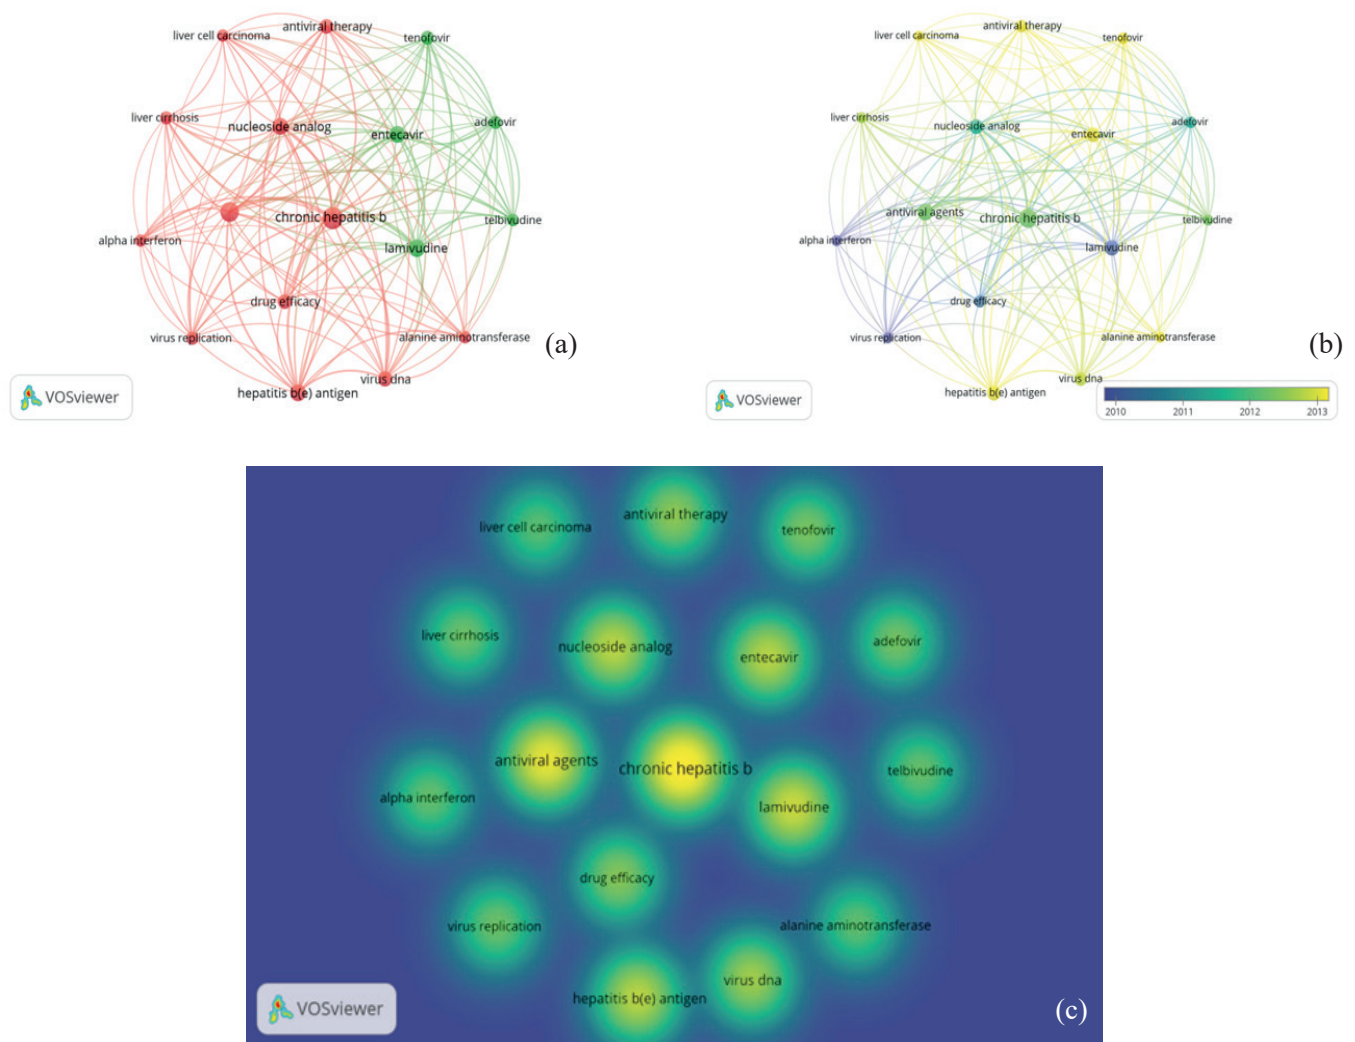 antiviral therapy
liver cell carcinoma
tenofovir
liver cirrhosis
nucleoside analog
adefovir
entecavir
chronic hepatitis b
telbivudine
alpha interferon
lamivudine
drug efficacy
virus replication
alanine aminotransferase
virus dna
hepatitis b(e) antigen
VOSviewer
(a)
antiviral therapy
liver cell carcinoma
tenofovir
liver cirrhosis
nucleoside analog
adefovir
entecavir
antiviral agents
chronic hepatitis b
telbivudine
alpha interferon
lamivudine
drug efficacy
virus replication
alanine aminotransferase
virus dna
hepatitis b(e) antigen
VOSviewer
2010 2011 2012 2013
(b)
antiviral therapy
liver cell carcinoma
tenofovir
liver cirrhosis
nucleoside analog
entecavir
adefovir
antiviral agents
chronic hepatitis b
telbivudine
alpha interferon
lamivudine
drug efficacy
virus replication
alanine aminotransferase
virus dna
hepatitis b(e) antigen
VOSviewer
(c)